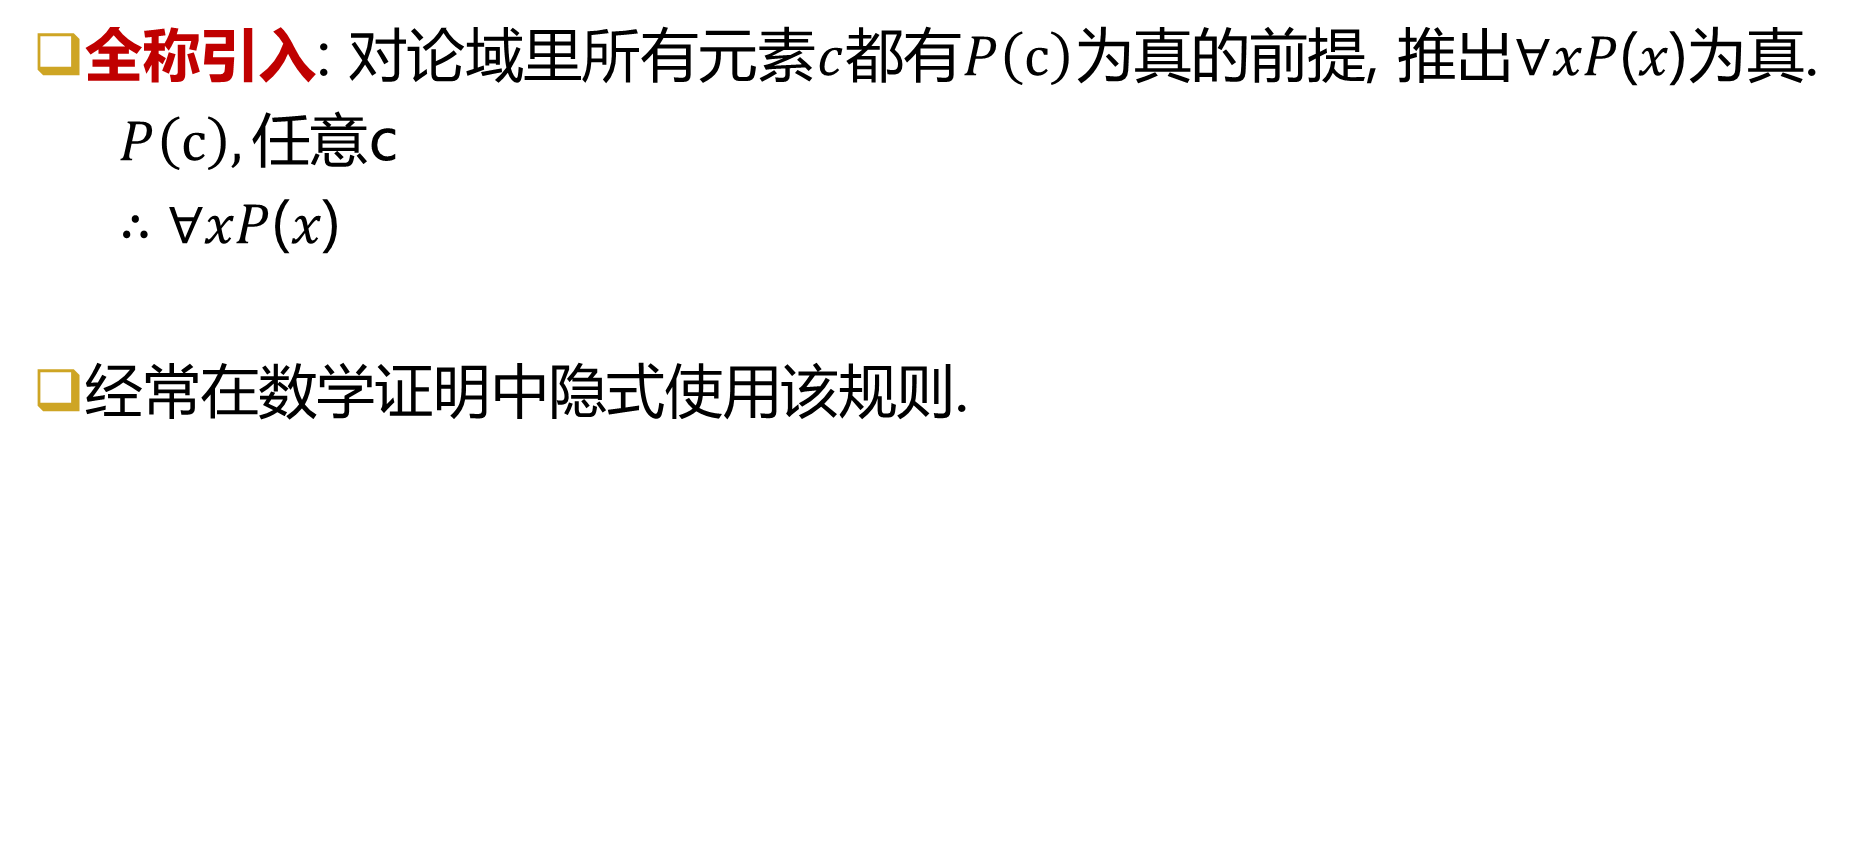 ❑全称引入: 对论域里所有元素c都有P(c)为真的前提, 推出∀xP(x)为真.
P(c), 任意c
∴ ∀xP(x)
❑经常在数学证明中隐式使用该规则.